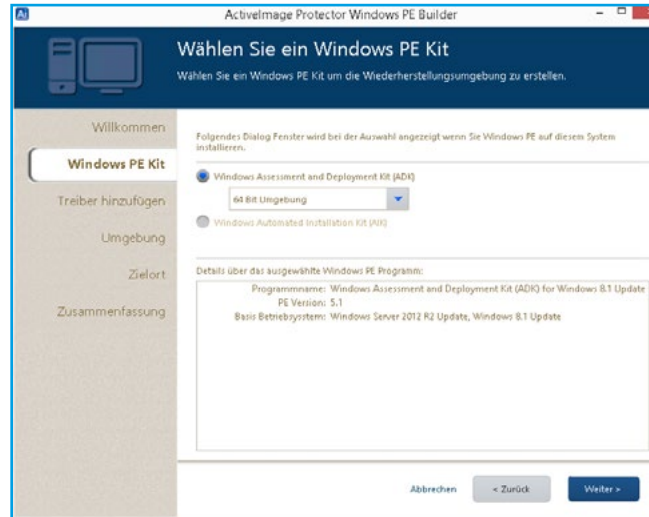 Ai
ActiveImage Protector Windows PE Builder
Wählen Sie ein Windows PE Kit
Wählen Sie ein Windows PE Kit um die Wiederherstellungsumgebung zu erstellen.
Willkommen
Windows PE Kit
Treiber hinzufügen
Umgebung
Zielort
Zusammenfassung
Folgendes Dialog Fenster wird bei der Auswahl angezeigt wenn Sie Windows PE auf diesem System
installieren.
Windows Assessment and Deployment Kit (ADK)
64 Bit Umgebung
Windows Automated Installation Kit (AIK)
Details über das ausgewählte Windows PE Programm:
Programmname: Windows Assessment and Deployment Kit (ADK) for Windows 8.1 Update
PE Version: 5.1
Basis Betriebsystem: Windows Server 2012 R2 Update, Windows 8.1 Update
Abbrechen
< Zurück
Weiter >